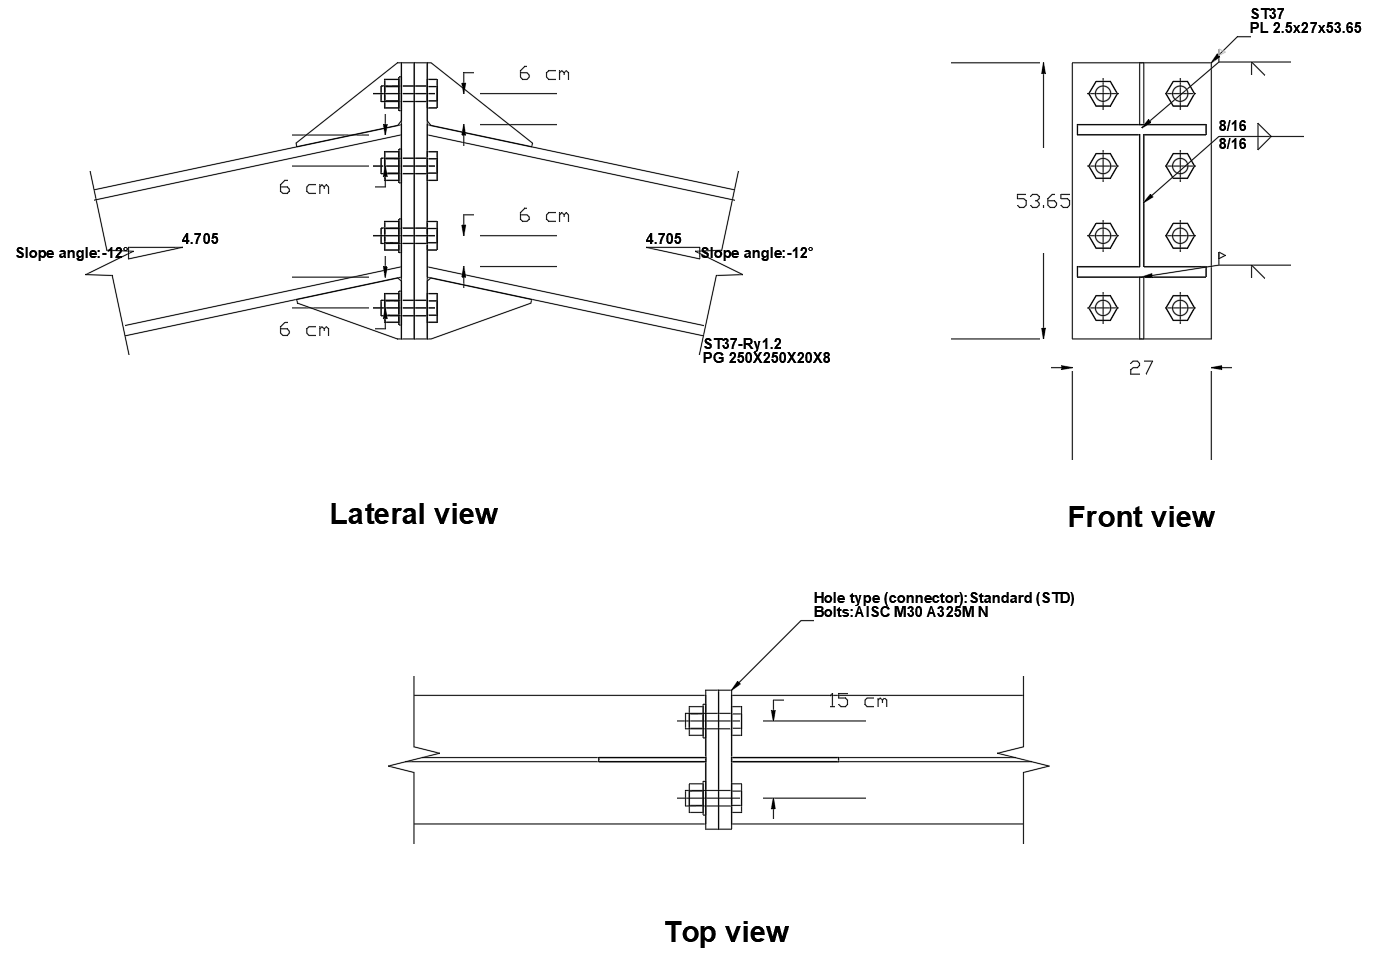 ST37
PL 2.5x27x53.65
6 cm
6 cm
8/16
8/16
53.65
6 cm
4.705
Slope angle:-12°
4.705
Slope angle:-12°
6 cm
ST37-Ry1.2
PG 250X250X20X8
27
Lateral view
Front view
Hole type (connector):Standard (STD)
Bolts:AISC M30 A325M N
15 cm
Top view